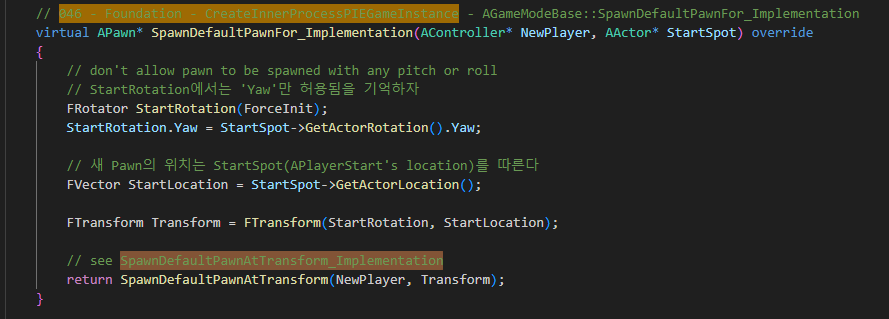 // 046 - Foundation - CreateInnerProcessPIEGameInstance - AGameModeBase::SpawnDefaultPawnFor_Implementation
virtual APawn* SpawnDefaultPawnFor_Implementation(AController* NewPlayer, AActor* StartSpot) override
{
// don't allow pawn to be spawned with any pitch or roll
// StartRotation에서는 'Yaw'만 허용됨을 기억하자
FRotator StartRotation(ForceInit);
StartRotation.Yaw = StartSpot->GetActorRotation().Yaw;
// 새 Pawn의 위치는 StartSpot(APlayerStart's location)를 따른다
FVector StartLocation = StartSpot->GetActorLocation();
FTransform Transform = FTransform(StartRotation, StartLocation);
// see SpawnDefaultPawnAtTransform_Implementation
return SpawnDefaultPawnAtTransform(NewPlayer, Transform);
}